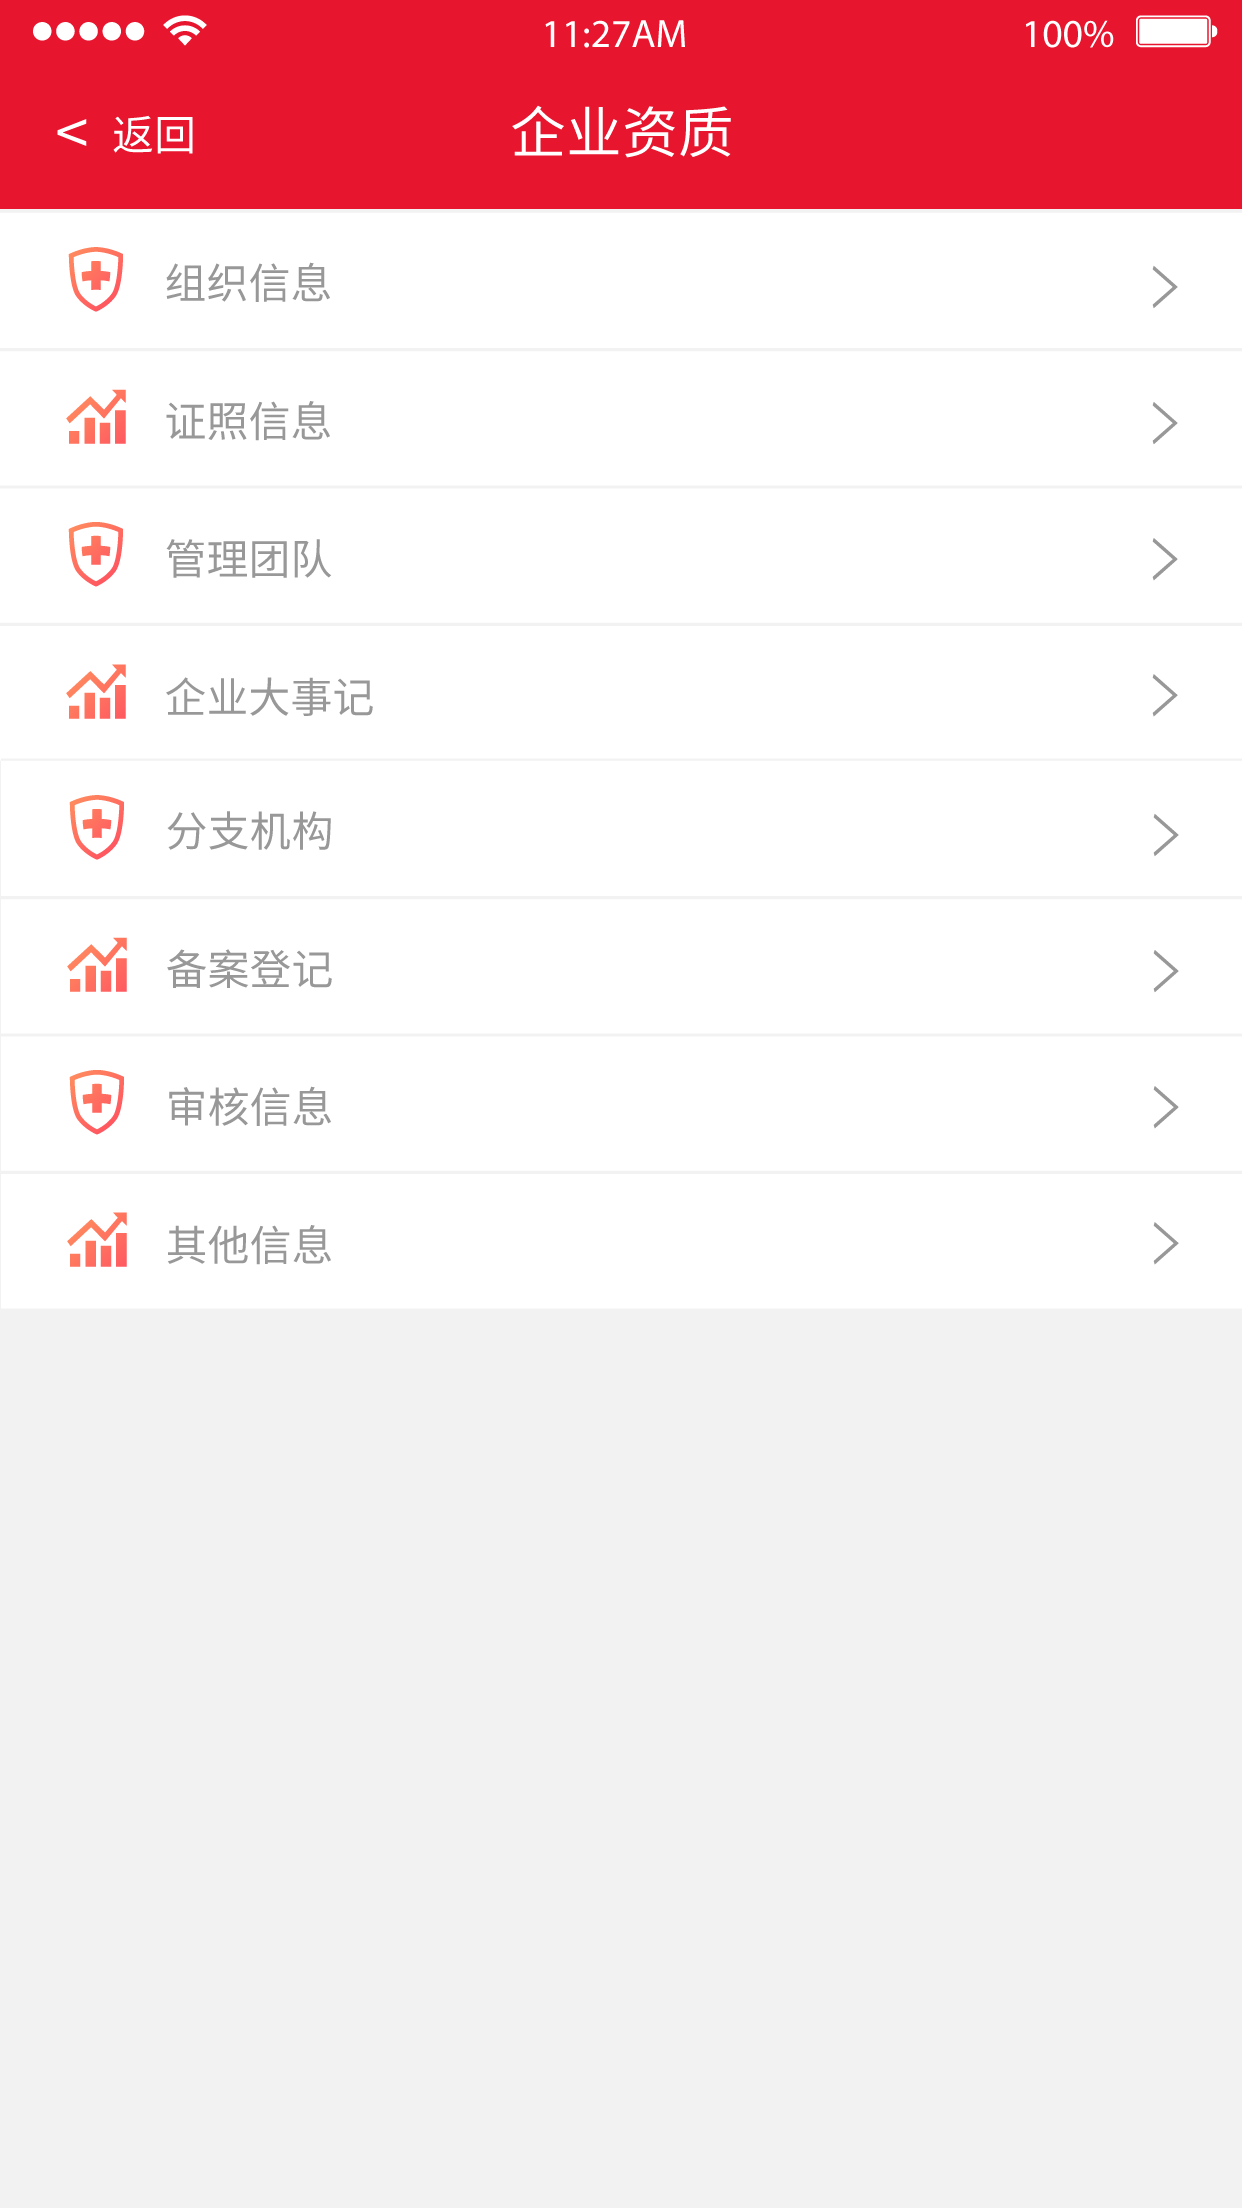 11:27AM
100%
< 返回
企业资质
组织信息
证照信息
管理团队
企业大事记
分支机构
备案登记
审核信息
其他信息